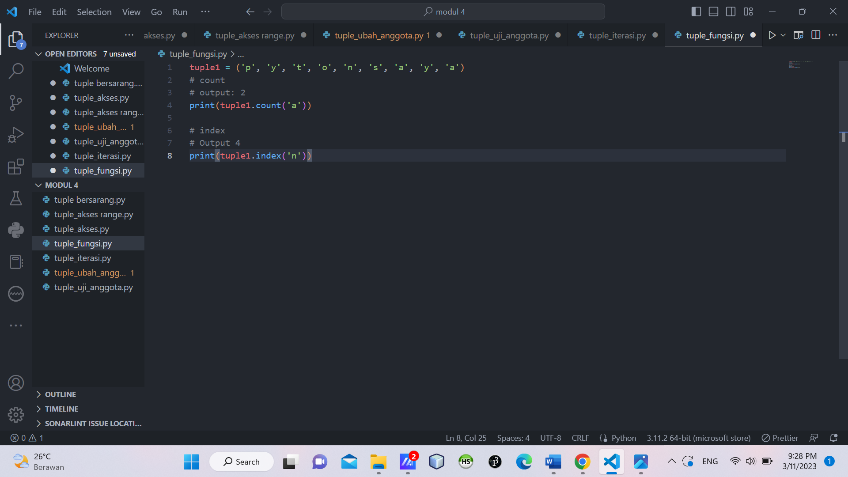 File Edit Selection View Go Run ··· modul 4
EXPLORER ··· akses.py tuple_akses range.py tuple_ubah_anggota.py 1 tuple_uji_anggota.py tuple_iterasi.py tuple_fungsi.py ···
OPEN EDITORS 7 unsaved
Welcome
tuple bersarang....
tuple_akses.py
tuple_akses rang...
tuple_ubah_... 1
tuple_uji_anggot...
tuple_iterasi.py
tuple_fungsi.py
MODUL 4
tuple bersarang.py
tuple_akses range.py
tuple_akses.py
tuple_fungsi.py
tuple_iterasi.py
tuple_ubah_angg... 1
tuple_uji_anggota.py
OUTLINE
TIMELINE
SONARLINT ISSUE LOCATI...
tuple_fungsi.py > ...
1 tuple1 = ('p', 'y', 't', 'o', 'n', 's', 'a', 'y', 'a')
2 # count
3 # output: 2
4 print(tuple1.count('a'))
5
6 # index
7 # Output 4
8 print(tuple1.index('n'))
0 1 Ln 8, Col 25 Spaces: 4 UTF-8 CRLF Python 3.11.2 64-bit (microsoft store) Prettier
26°C
Berawan
Search
2
ENG
9:28 PM
3/11/2023
1